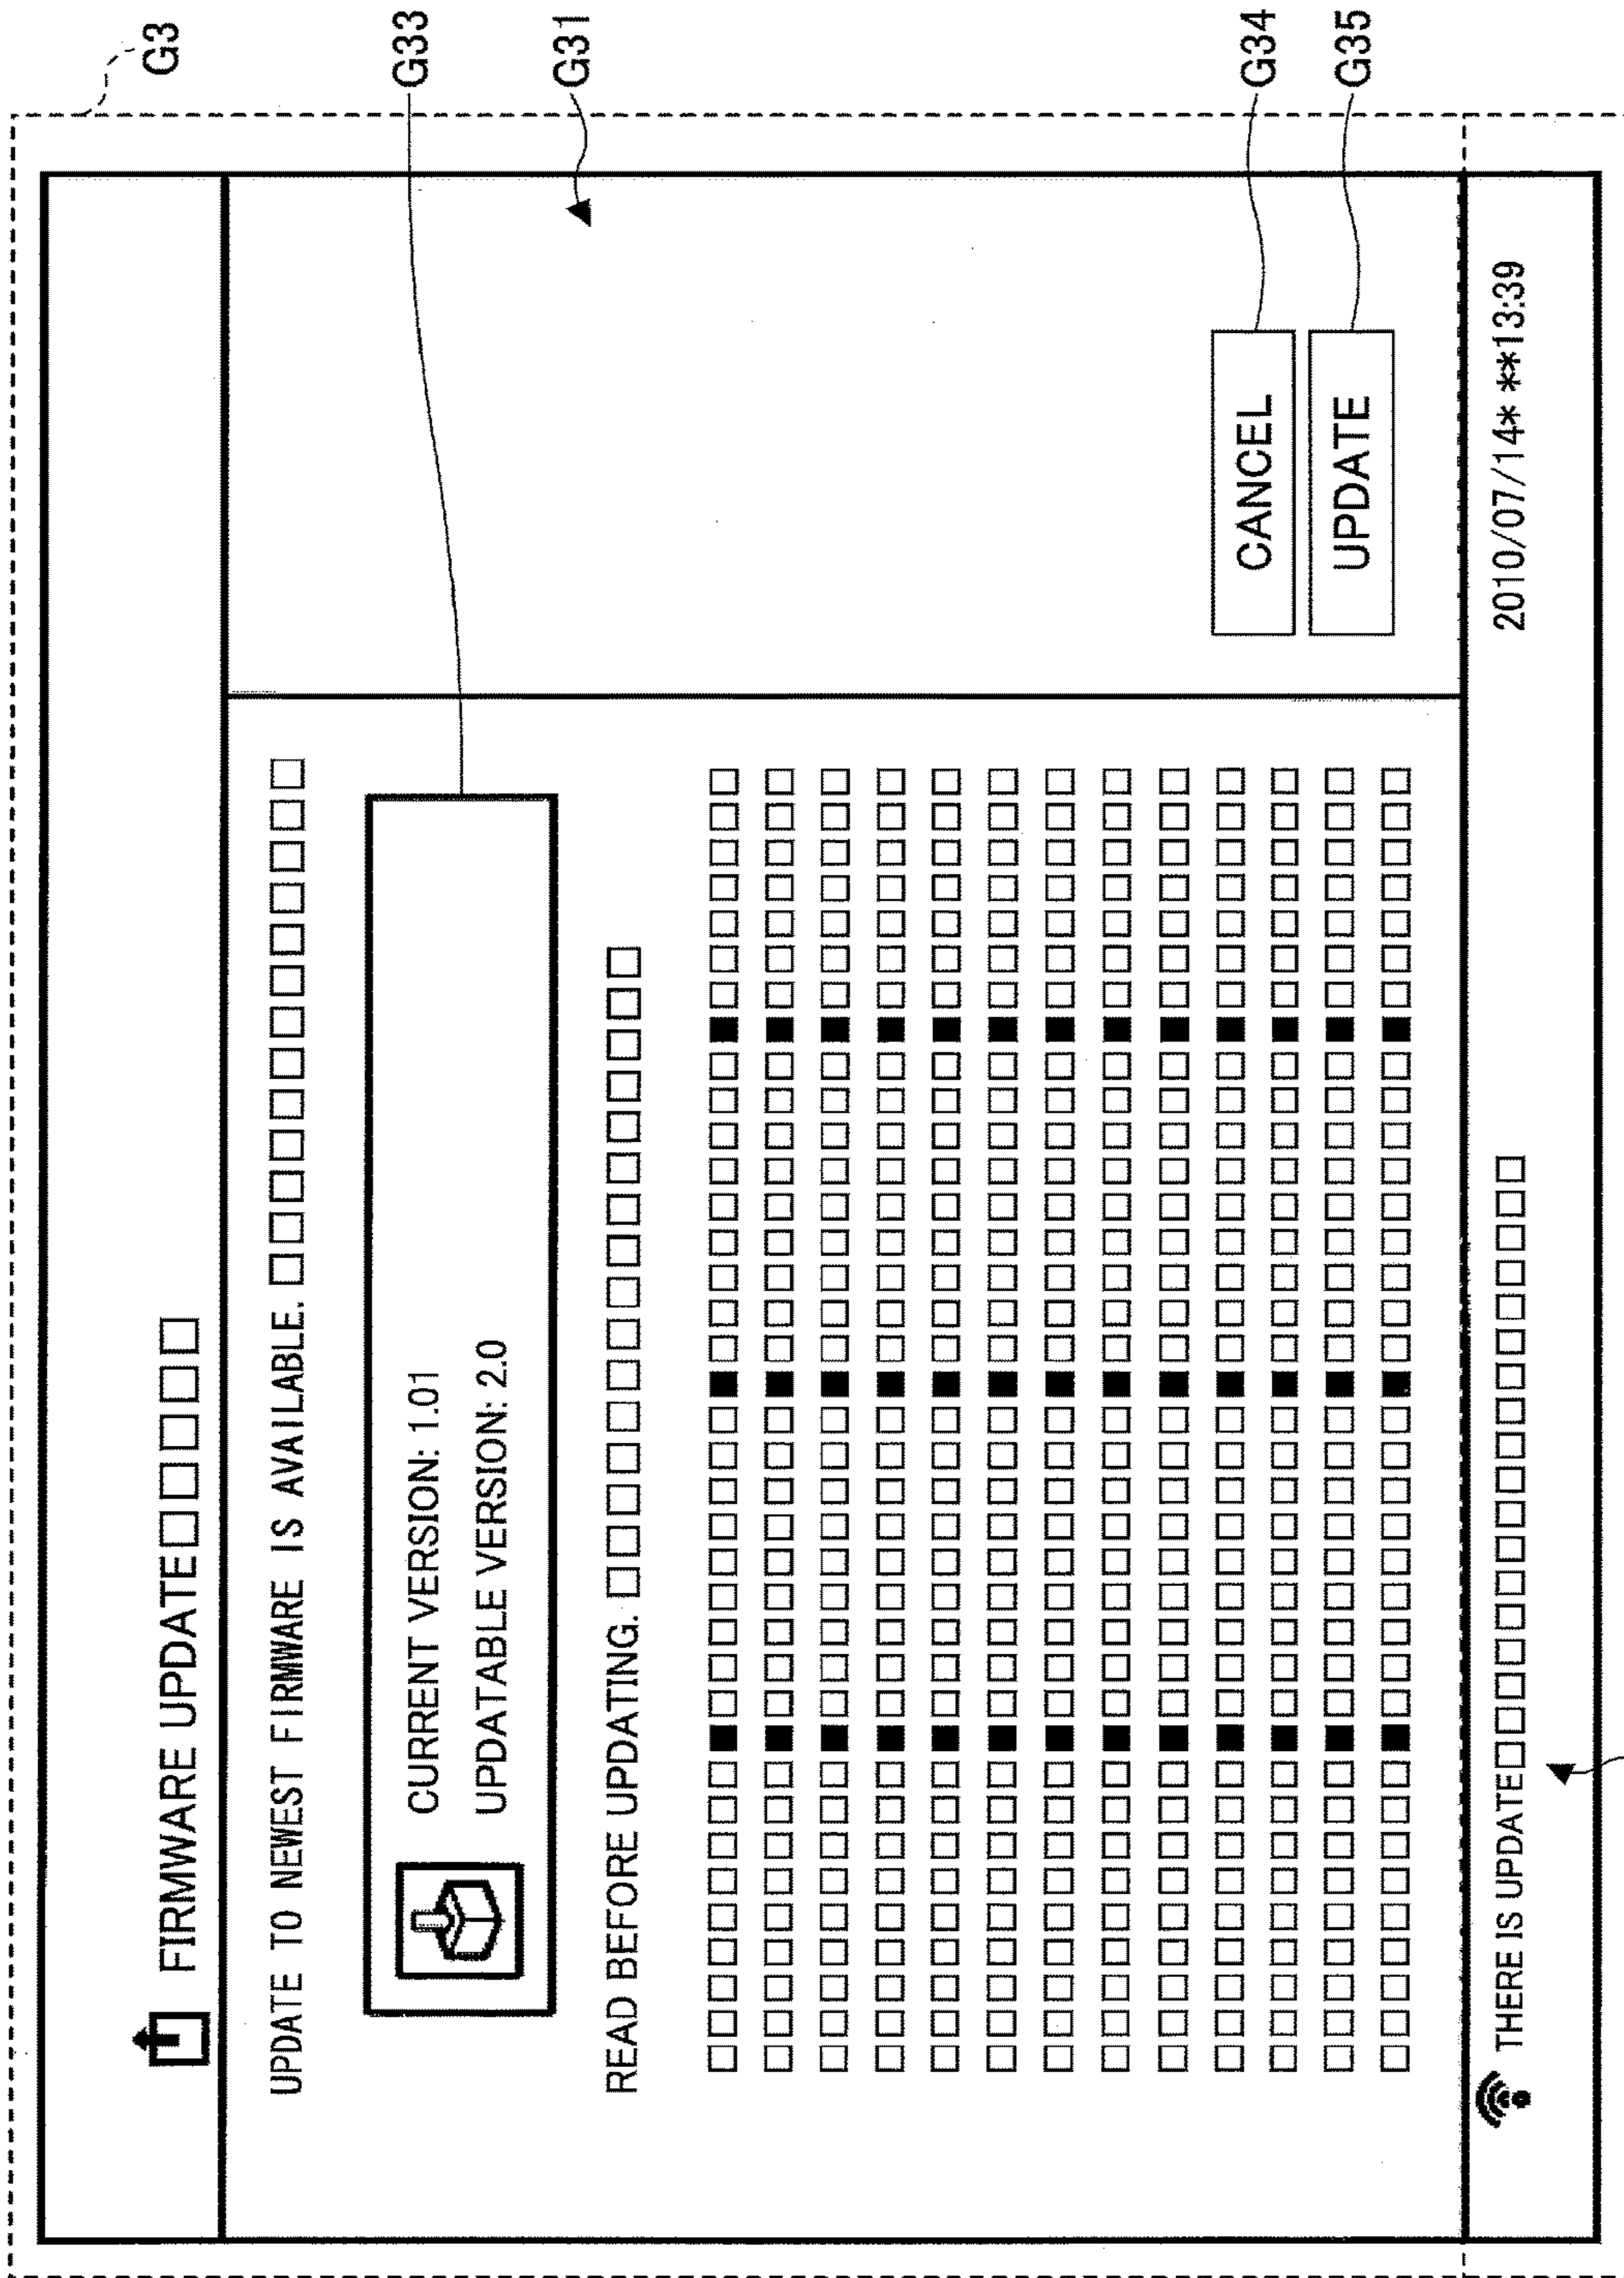 G3
FIRMWARE UPDATE
UPDATE TO NEWEST FIRMWARE IS AVAILABLE.
CURRENT VERSION: 1.01
G33
UPDATABLE VERSION: 2.0
G31
READ BEFORE UPDATING.
CANCEL
G34
UPDATE
G35
THERE IS UPDATE
2010/07/14* **13:39